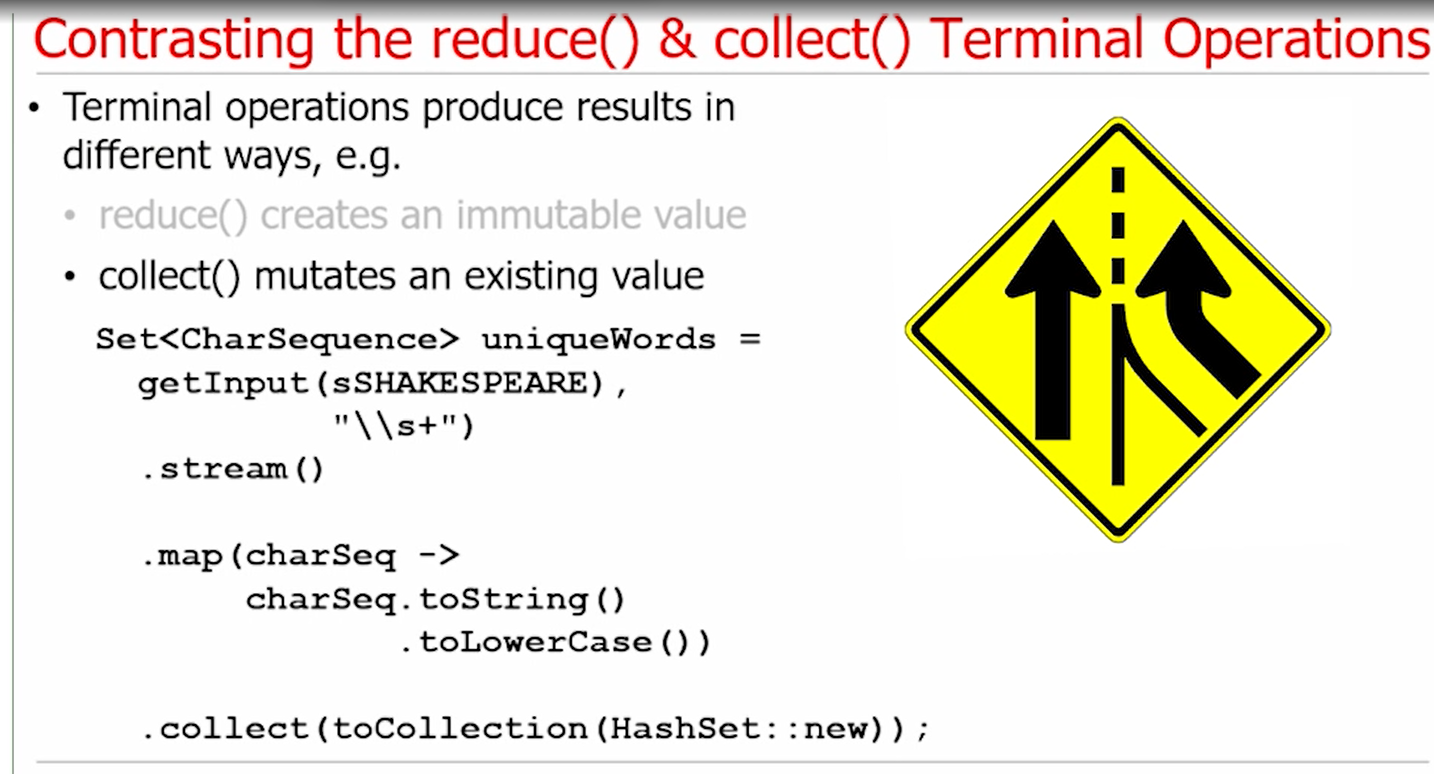 Contrasting the reduce() & collect() Terminal Operations
• Terminal operations produce results in
different ways, e.g.
• reduce() creates an immutable value
• collect() mutates an existing value
Set<CharSequence> uniqueWords =
getInput(sSHAKESPEARE),
"\\s+")
.stream()
.map(charSeq ->
charSeq.toString()
.toLowerCase())
.collect(toCollection(HashSet::new));